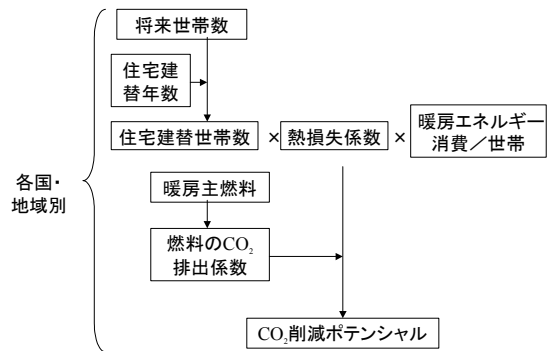 将来世帯数
住宅建
替年数
住宅建替世帯数 × 熱損失係数 × 暖房エネルギー
消費／世帯
各国・
地域別
暖房主燃料
燃料のCO₂
排出係数
CO₂削減ポテンシャル